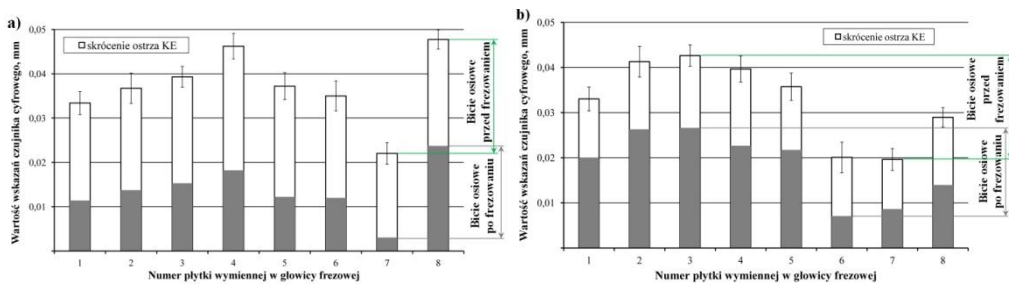 a)
0,05
0,04
0,03
0,02
0,01
Wartość wskazań czujnika cyfrowego, mm
skrócenie ostrza KE
Bicie osiowe
przed frezowaniem
Bicie osiowe
po frezowaniu
1 2 3 4 5 6 7 8
Numer płytki wymiennej w głowicy frezowej
b)
0,05
0,04
0,03
0,02
0,01
Wartość wskazań czujnika cyfrowego, mm
skrócenie ostrza KE
Bicie osiowe
przed
frezowaniem
Bicie osiowe
po frezowaniu
1 2 3 4 5 6 7 8
Numer płytki wymiennej w głowicy frezowej